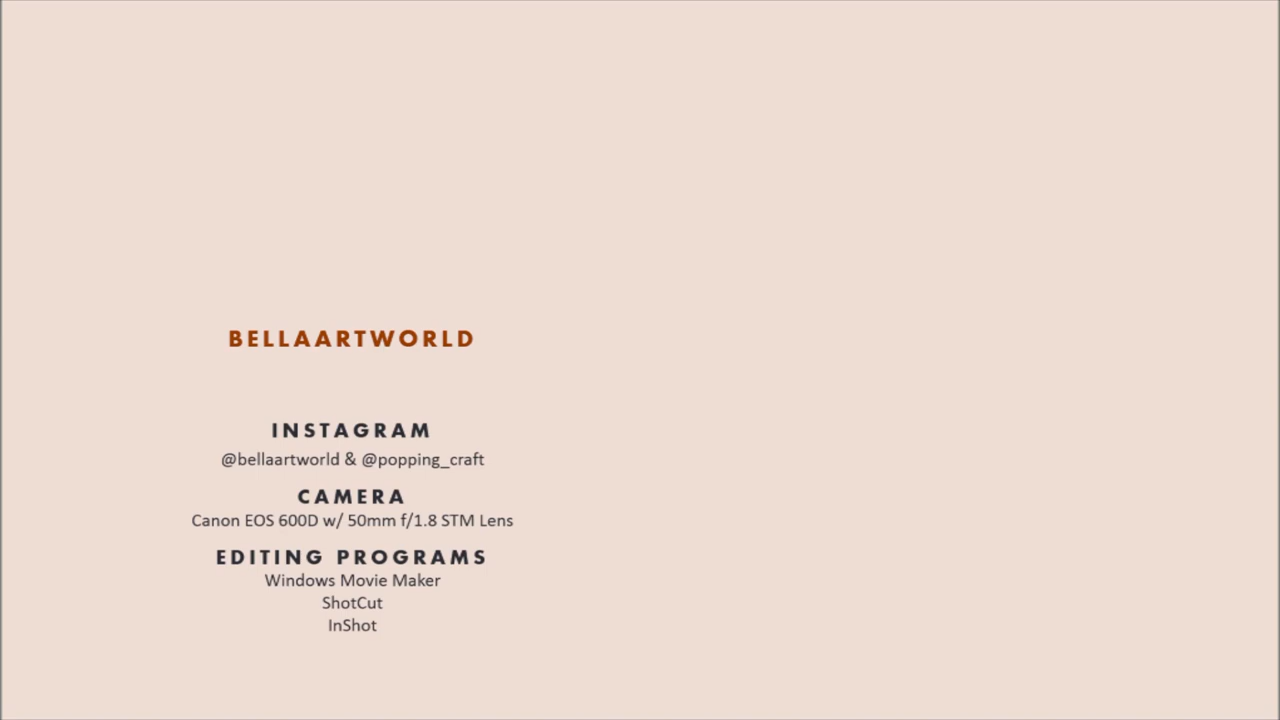 BELLAARTWORLD
INSTAGRAM
@bellaartworld & @popping_craft
CAMERA
Canon EOS 600D w/ 50mm f/1.8 STM Lens
EDITING PROGRAMS
Windows Movie Maker
ShotCut
InShot